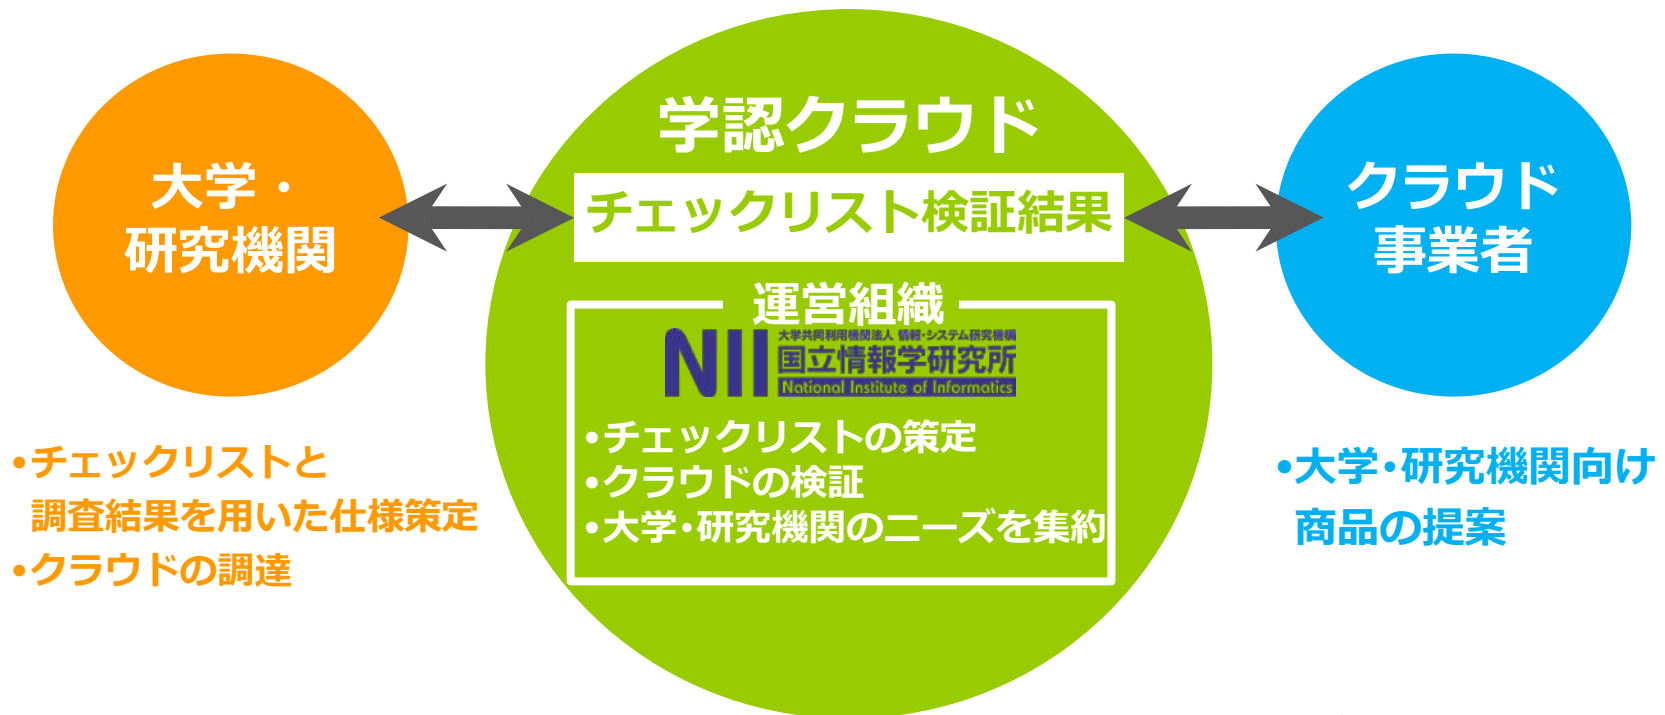 学認クラウド
チェックリスト検証結果
大学・
研究機関
クラウド
事業者
運営組織
大学共同利用機関法人 情報・システム研究機構
NII
国立情報学研究所
National Institute of Informatics
•チェックリストの策定
•クラウドの検証
•大学・研究機関のニーズを集約
•チェックリストと
調査結果を用いた仕様策定
•クラウドの調達
•大学・研究機関向け
商品の提案